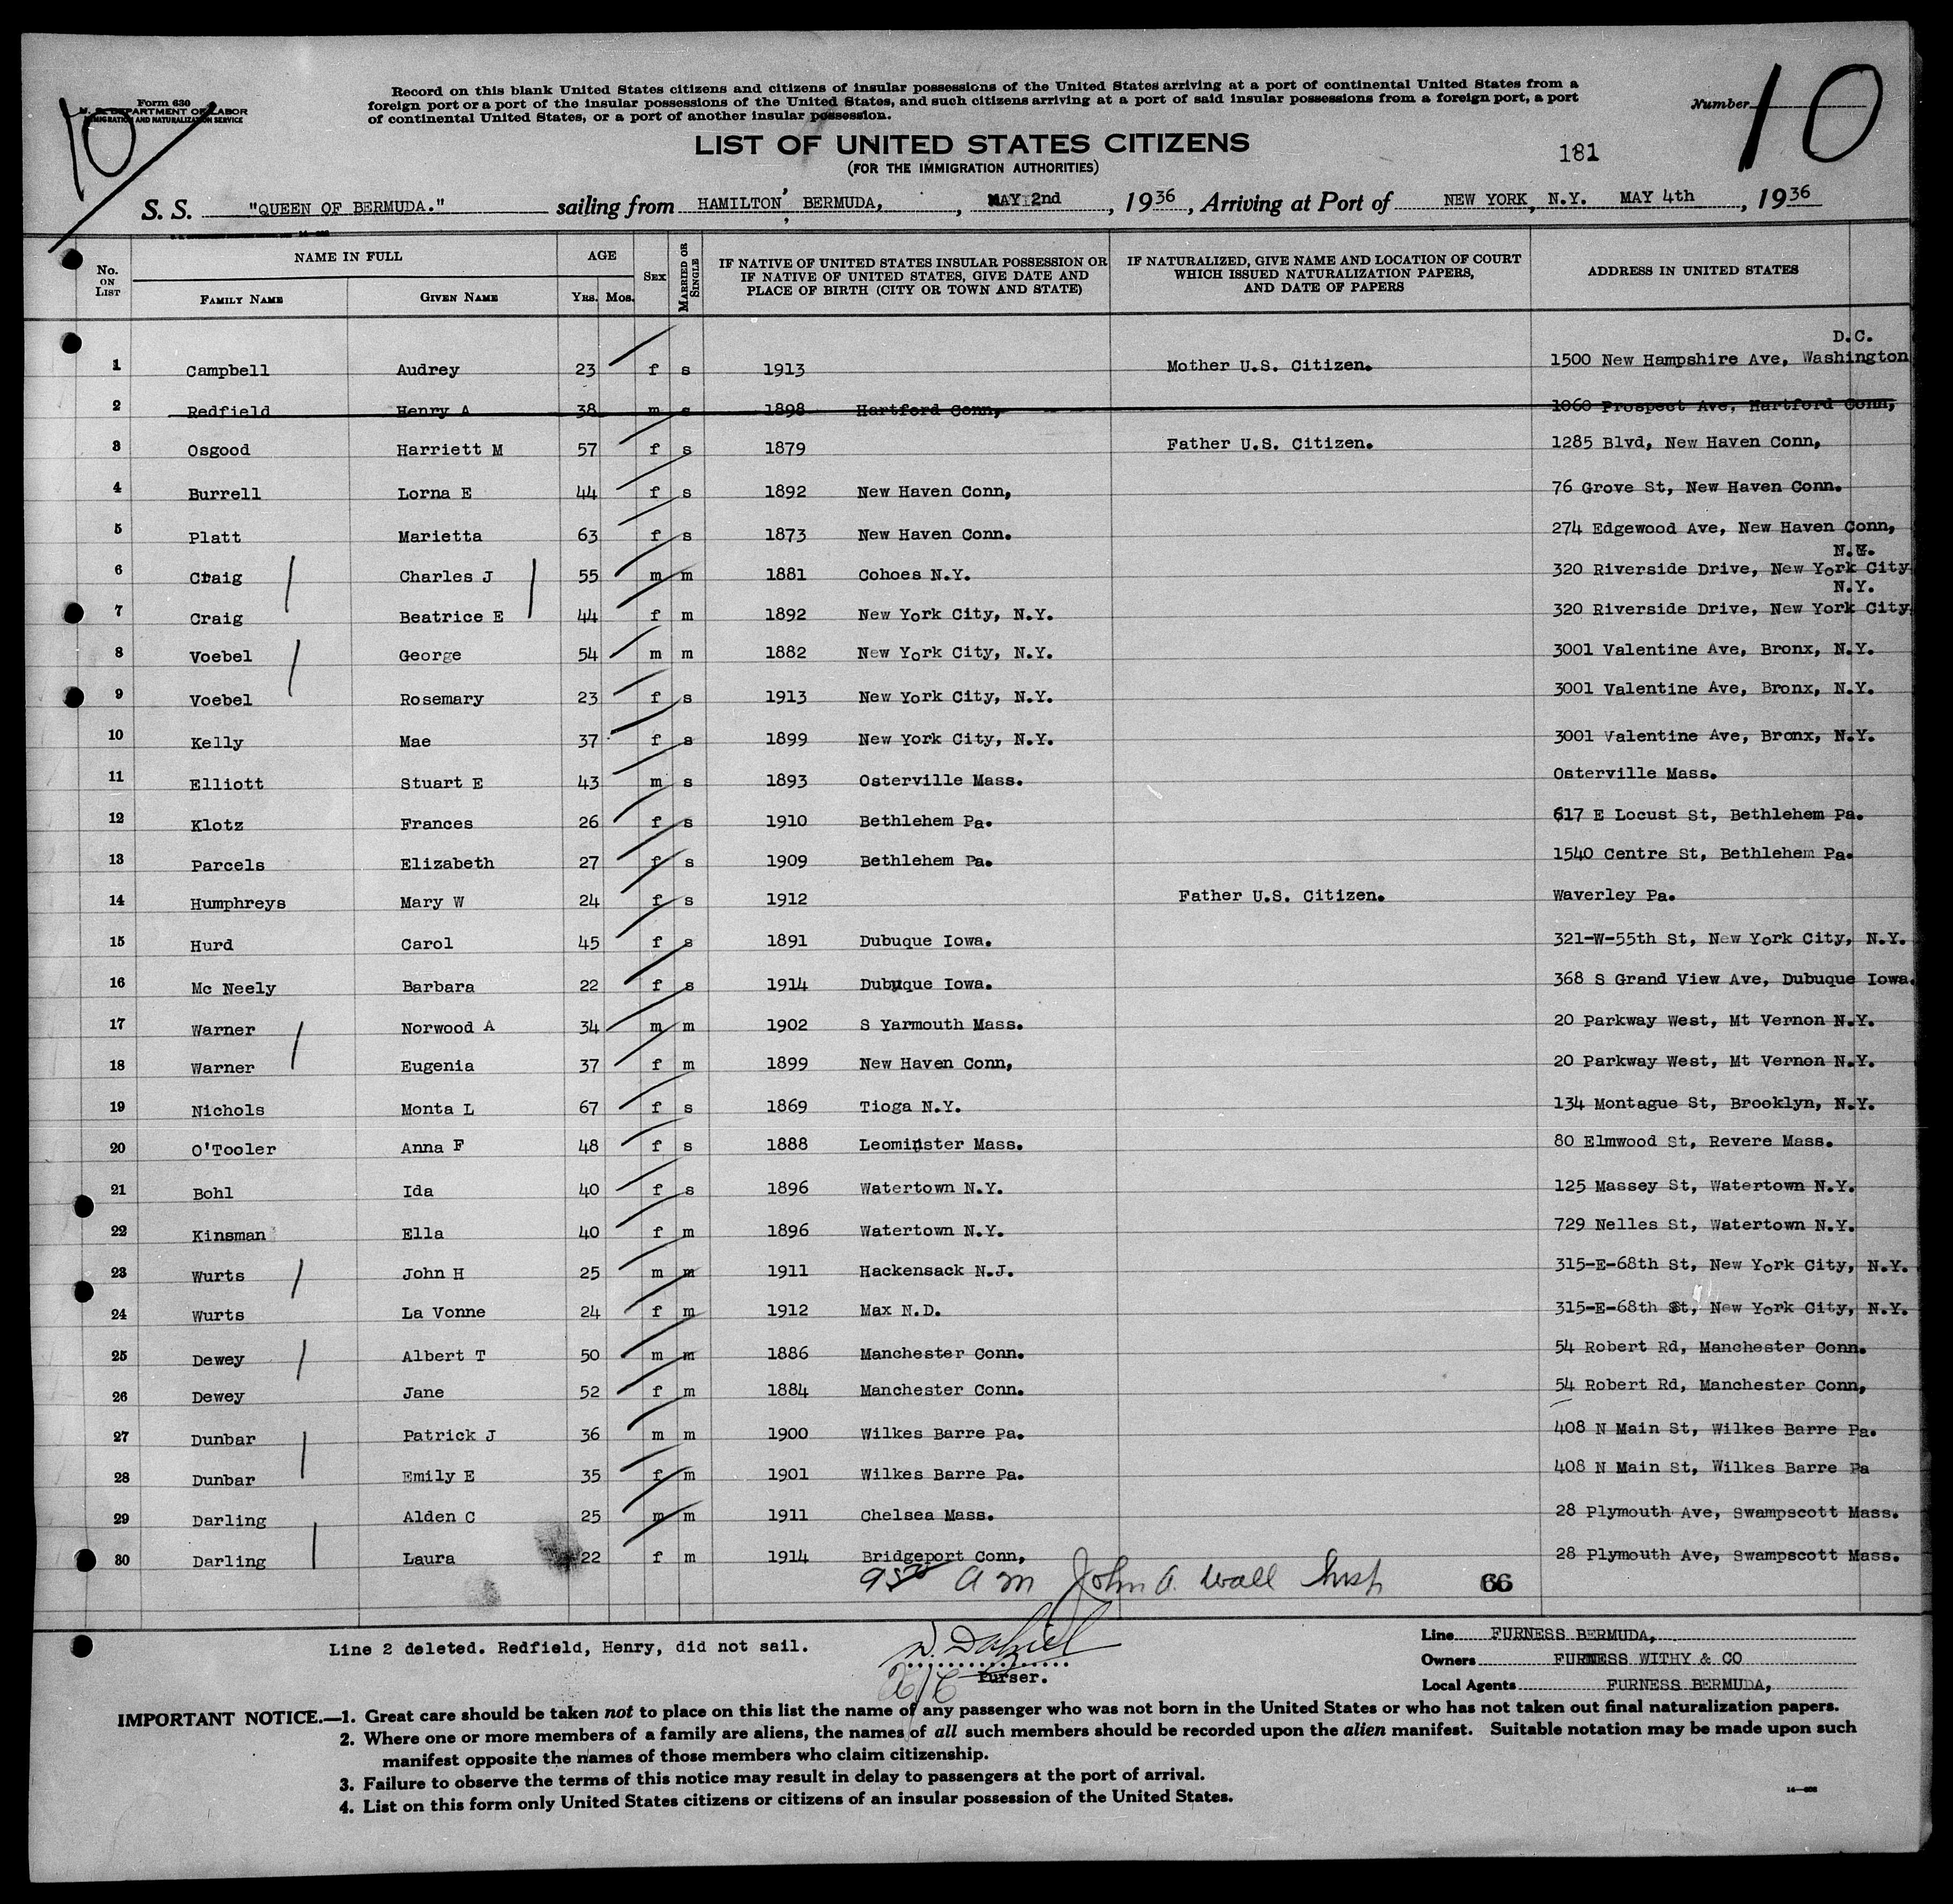 Form 630
U. S. DEPARTMENT OF LABOR
IMMIGRATION AND NATURALIZATION SERVICE
10
Record on this blank United States citizens and citizens of insular possessions of the United States arriving at a port of continental United States from a
foreign port or a port of the insular possessions of the United States, and such citizens arriving at a port of said insular possessions from a foreign port, a port
of continental United States, or a port of another insular possession.
Number 10
LIST OF UNITED STATES CITIZENS
(FOR THE IMMIGRATION AUTHORITIES)
181
S. S. "QUEEN OF BERMUDA." sailing from HAMILTON, BERMUDA, , MAY 2nd , 1936 , Arriving at Port of NEW YORK, N.Y. MAY 4th , 1936
No. ON LIST NAME IN FULL FAMILY NAME GIVEN NAME AGE YRS. MOS. SEX MARRIED OR SINGLE IF NATIVE OF UNITED STATES INSULAR POSSESSION OR IF NATIVE OF UNITED STATES, GIVE DATE AND PLACE OF BIRTH (CITY OR TOWN AND STATE) IF NATURALIZED, GIVE NAME AND LOCATION OF COURT WHICH ISSUED NATURALIZATION PAPERS, AND DATE OF PAPERS ADDRESS IN UNITED STATES
1 Campbell Audrey 23 f s 1913 Mother U.S. Citizen. 1500 New Hampshire Ave, Washington D.C.
2 Redfield Henry A 38 m s 1898 Hartford Conn, 1060 Prospect Ave, Hartford Conn,
3 Osgood Harriett M 57 f s 1879 Father U.S. Citizen. 1285 Blvd, New Haven Conn,
4 Burrell Lorna E 44 f s 1892 New Haven Conn, 76 Grove St, New Haven Conn.
5 Platt Marietta 63 f s 1873 New Haven Conn. 274 Edgewood Ave, New Haven Conn,
6 Craig Charles J 55 m m 1881 Cohoes N.Y. 320 Riverside Drive, New York City N.Y.
7 Craig Beatrice E 44 f m 1892 New York City, N.Y. 320 Riverside Drive, New York City N.Y.
8 Voebel George 54 m m 1882 New York City, N.Y. 3001 Valentine Ave, Bronx, N.Y.
9 Voebel Rosemary 23 f s 1913 New York City, N.Y. 3001 Valentine Ave, Bronx, N.Y.
10 Kelly Mae 37 f s 1899 New York City, N.Y. 3001 Valentine Ave, Bronx, N.Y.
11 Elliott Stuart E 43 m s 1893 Osterville Mass. Osterville Mass.
12 Klotz Frances 26 f s 1910 Bethlehem Pa. 617 E Locust St, Bethlehem Pa.
13 Parcels Elizabeth 27 f s 1909 Bethlehem Pa. 1540 Centre St, Bethlehem Pa.
14 Humphreys Mary W 24 f s 1912 Father U.S. Citizen. Waverley Pa.
15 Hurd Carol 45 f s 1891 Dubuque Iowa. 321-W-55th St, New York City, N.Y.
16 Mc Neely Barbara 22 f s 1914 Dubuque Iowa. 368 S Grand View Ave, Dubuque Iowa.
17 Warner Norwood A 34 m m 1902 S Yarmouth Mass. 20 Parkway West, Mt Vernon N.Y.
18 Warner Eugenia 37 f m 1899 New Haven Conn, 20 Parkway West, Mt Vernon N.Y.
19 Nichols Monta L 67 f s 1869 Tioga N.Y. 134 Montague St, Brooklyn, N.Y.
20 O'Tooler Anna F 48 f s 1888 Leominster Mass. 80 Elmwood St, Revere Mass.
21 Bohl Ida 40 f s 1896 Watertown N.Y. 125 Massey St, Watertown N.Y.
22 Kinsman Ella 40 f m 1896 Watertown N.Y. 729 Nelles St, Watertown N.Y.
23 Wurts John H 25 m m 1911 Hackensack N.J. 315-E-68th St, New York City, N.Y.
24 Wurts La Vonne 24 f m 1912 Max N.D. 315-E-68th St, New York City, N.Y.
25 Dewey Albert T 50 m m 1886 Manchester Conn. 54 Robert Rd, Manchester Conn.
26 Dewey Jane 52 f m 1884 Manchester Conn. 54 Robert Rd, Manchester Conn,
27 Dunbar Patrick J 36 m m 1900 Wilkes Barre Pa. 408 N Main St, Wilkes Barre Pa.
28 Dunbar Emily E 35 f m 1901 Wilkes Barre Pa. 408 N Main St, Wilkes Barre Pa
29 Darling Alden C 25 m m 1911 Chelsea Mass. 28 Plymouth Ave, Swampscott Mass.
30 Darling Laura 22 f m 1914 Bridgeport Conn, 28 Plymouth Ave, Swampscott Mass.
am John A. Wall Insp 66
Line 2 deleted. Redfield, Henry, did not sail.
Purser.
Line FURNESS BERMUDA,
Owners FURNESS WITHY & CO
Local Agents FURNESS BERMUDA,
IMPORTANT NOTICE.—1. Great care should be taken not to place on this list the name of any passenger who was not born in the United States or who has not taken out final naturalization papers.
2. Where one or more members of a family are aliens, the names of all such members should be recorded upon the alien manifest. Suitable notation may be made upon such
manifest opposite the names of those members who claim citizenship.
3. Failure to observe the terms of this notice may result in delay to passengers at the port of arrival.
4. List on this form only United States citizens or citizens of an insular possession of the United States.